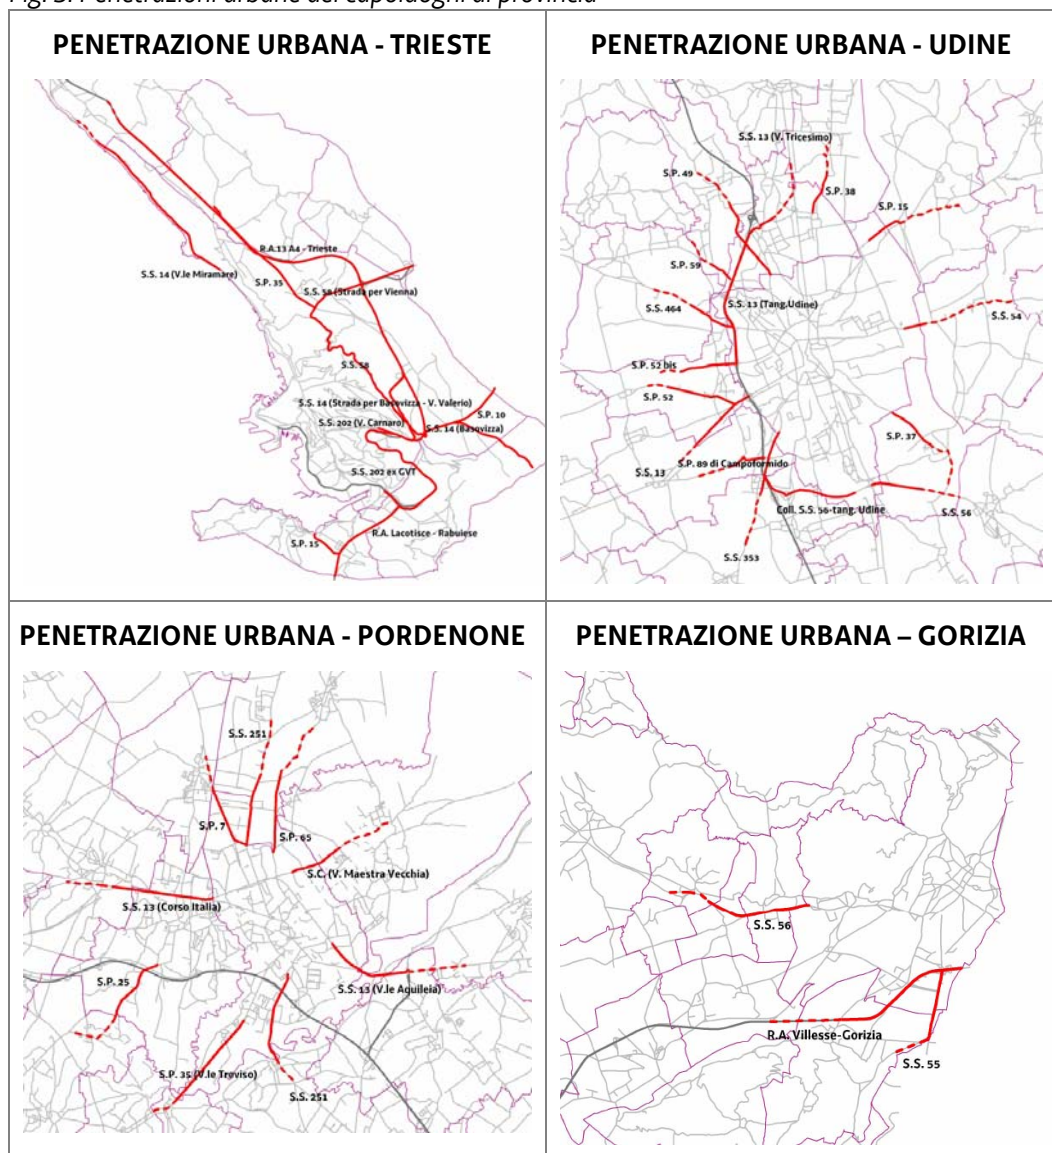 Fig. 3.4 Penetrazioni urbane dei capoluoghi di provincia
PENETRAZIONE URBANA - TRIESTE
R.A.13 A4 - Trieste
S.S. 14 (V.le Miramare)
S.P. 35
S.S. 58 (Strada per Vienna)
S.S. 58
S.S. 14 (Strada per Basovizza - V. Valerio)
S.P. 10
S.S. 202 (V. Carnaro)
S.S. 14 (Basovizza)
S.S. 202 ex GVT
R.A. Lacotisce - Rabuiese
S.P. 15
PENETRAZIONE URBANA - UDINE
S.S. 13 (V. Tricesimo)
S.P. 49
S.P. 38
S.P. 15
S.P. 59
S.S. 13 (Tang.Udine)
S.S. 464
S.S. 54
S.P. 52 bis
S.P. 52
S.P. 37
S.P. 89 di Campoformido
S.S. 13
Coll. S.S. 56-tang. Udine
S.S. 56
S.S. 353
PENETRAZIONE URBANA - PORDENONE
S.S. 251
S.P. 7
S.P. 65
S.C. (V. Maestra Vecchia)
S.S. 13 (Corso Italia)
S.P. 25
S.S. 13 (V.le Aquileia)
S.P. 35 (V.le Treviso)
S.S. 251
PENETRAZIONE URBANA – GORIZIA
S.S. 56
R.A. Villesse-Gorizia
S.S. 55